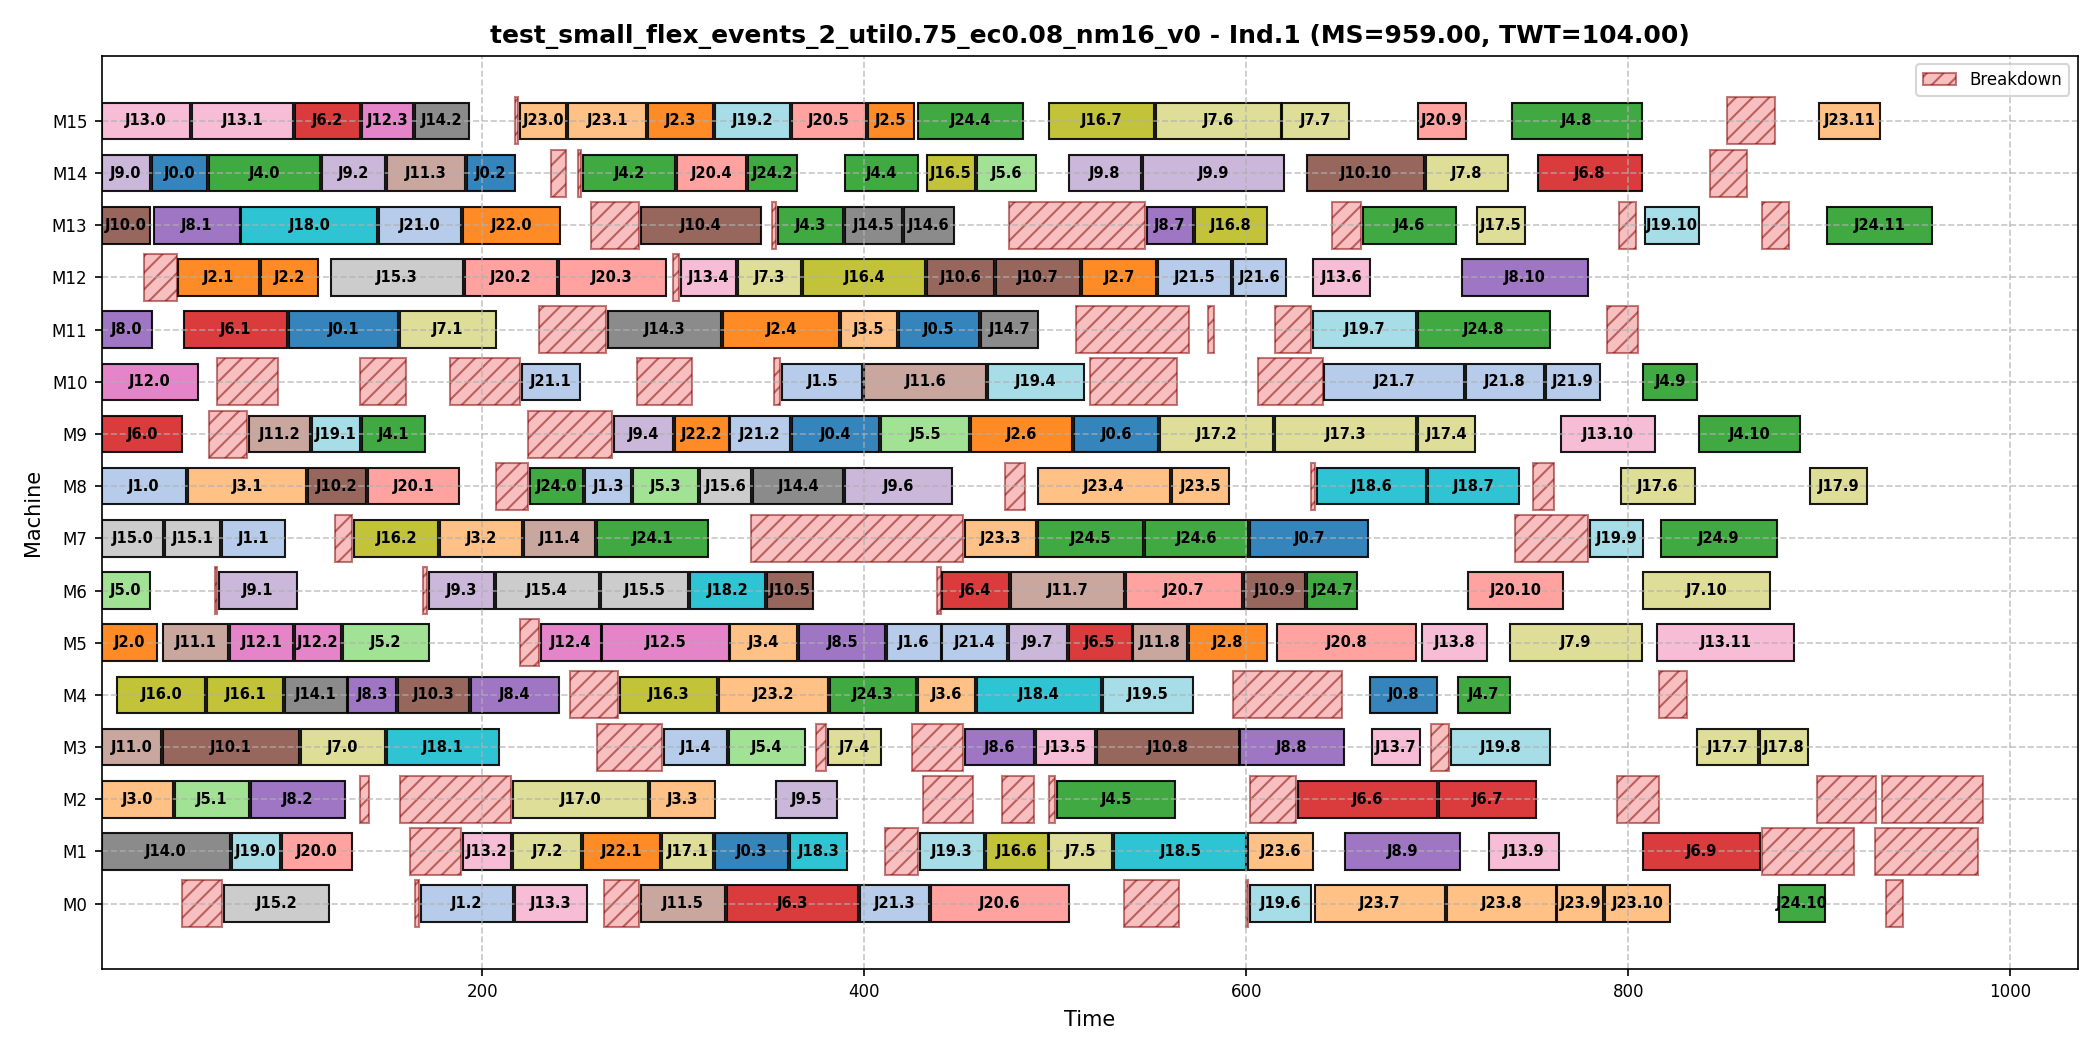 test_small_flex_events_2_util0.75_ec0.08_nm16_v0 - Ind.1 (MS=959.00, TWT=104.00)
Breakdown
M15 J13.0 J13.1 J6.2 J12.3 J14.2 J23.0 J23.1 J2.3 J19.2 J20.5 J2.5 J24.4 J16.7 J7.6 J7.7 J20.9 J4.8 J23.11
M14 J9.0 J0.0 J4.0 J9.2 J11.3 J0.2 J4.2 J20.4 J24.2 J4.4 J16.5 J5.6 J9.8 J9.9 J10.10 J7.8 J6.8
M13 J10.0 J8.1 J18.0 J21.0 J22.0 J10.4 J4.3 J14.5 J14.6 J8.7 J16.8 J4.6 J17.5 J19.10 J24.11
M12 J2.1 J2.2 J15.3 J20.2 J20.3 J13.4 J7.3 J16.4 J10.6 J10.7 J2.7 J21.5 J21.6 J13.6 J8.10
M11 J8.0 J6.1 J0.1 J7.1 J14.3 J2.4 J3.5 J0.5 J14.7 J19.7 J24.8
M10 J12.0 J21.1 J1.5 J11.6 J19.4 J21.7 J21.8 J21.9 J4.9
M9 J6.0 J11.2 J19.1 J4.1 J9.4 J22.2 J21.2 J0.4 J5.5 J2.6 J0.6 J17.2 J17.3 J17.4 J13.10 J4.10
M8 J1.0 J3.1 J10.2 J20.1 J24.0 J1.3 J5.3 J15.6 J14.4 J9.6 J23.4 J23.5 J18.6 J18.7 J17.6 J17.9
M7 J15.0 J15.1 J1.1 J16.2 J3.2 J11.4 J24.1 J23.3 J24.5 J24.6 J0.7 J19.9 J24.9
M6 J5.0 J9.1 J9.3 J15.4 J15.5 J18.2 J10.5 J6.4 J11.7 J20.7 J10.9 J24.7 J20.10 J7.10
M5 J2.0 J11.1 J12.1 J12.2 J5.2 J12.4 J12.5 J3.4 J8.5 J1.6 J21.4 J9.7 J6.5 J11.8 J2.8 J20.8 J13.8 J7.9 J13.11
M4 J16.0 J16.1 J14.1 J8.3 J10.3 J8.4 J16.3 J23.2 J24.3 J3.6 J18.4 J19.5 J0.8 J4.7
M3 J11.0 J10.1 J7.0 J18.1 J1.4 J5.4 J7.4 J8.6 J13.5 J10.8 J8.8 J13.7 J19.8 J17.7 J17.8
M2 J3.0 J5.1 J8.2 J17.0 J3.3 J9.5 J4.5 J6.6 J6.7
M1 J14.0 J19.0 J20.0 J13.2 J7.2 J22.1 J17.1 J0.3 J18.3 J19.3 J16.6 J7.5 J18.5 J23.6 J8.9 J13.9 J6.9
M0 J15.2 J1.2 J13.3 J11.5 J6.3 J21.3 J20.6 J19.6 J23.7 J23.8 J23.9 J23.10 J24.10
Machine
200 400 600 800 1000
Time